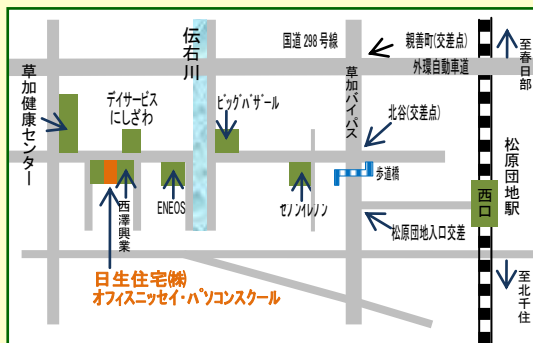 国道298号線
親善町(交差点)
至春日部
外環自動車道
伝右川
草加健康センター
デイサービス
にしざわ
ビッグバザール
草加バイパス
北谷(交差点)
松原団地駅
歩道橋
西口
西澤興業
ENEOS
セブンイレブン
松原団地入口交差
至北千住
日生住宅㈱
オフィスニッセイ・パソコンスクール